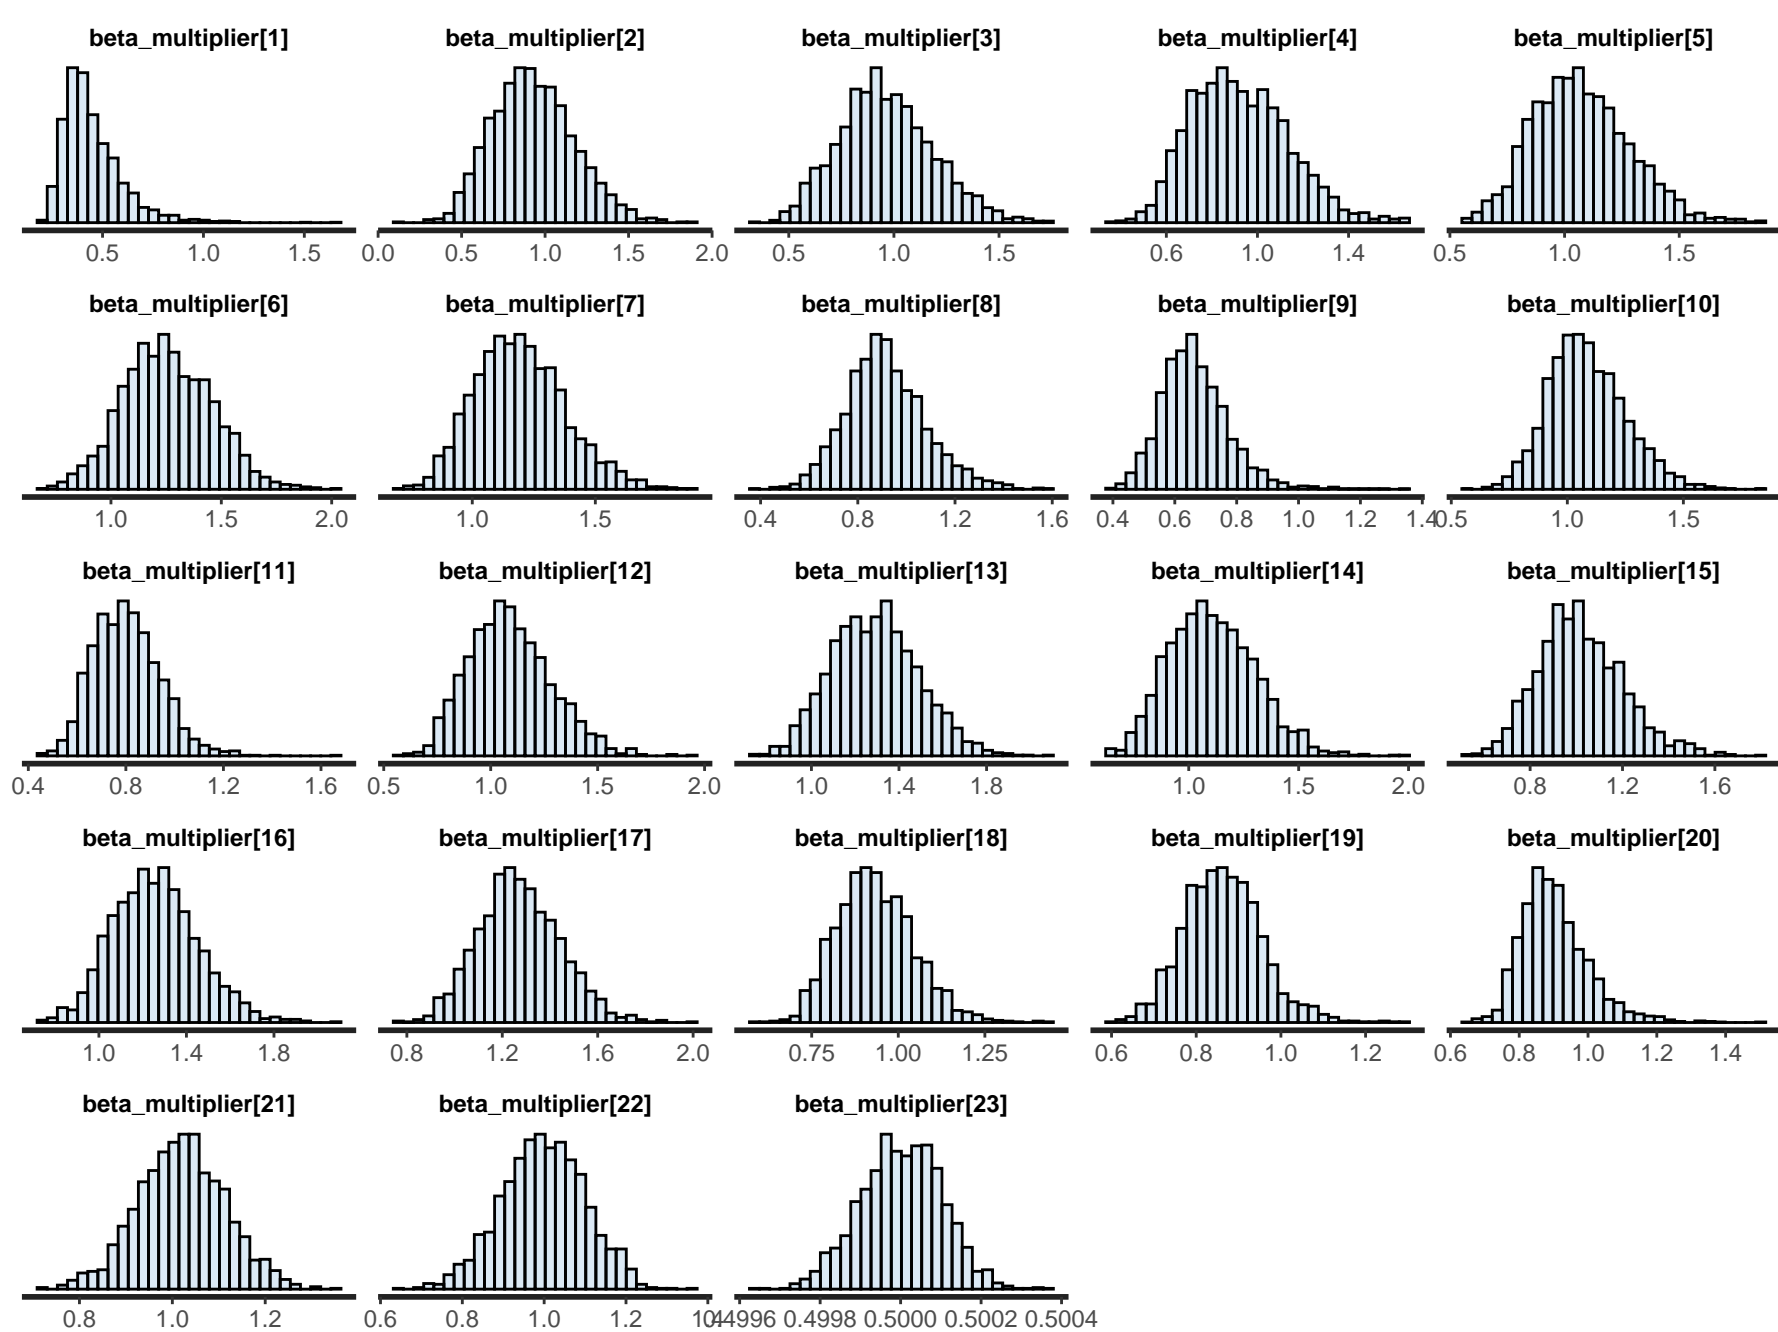 beta_multiplier[1] beta_multiplier[2] beta_multiplier[3] beta_multiplier[4] beta_multiplier[5]
0.5 1.0 1.5 0.0 0.5 1.0 1.5 2.0 0.5 1.0 1.5 0.6 1.0 1.4 0.5 1.0 1.5
beta_multiplier[6] beta_multiplier[7] beta_multiplier[8] beta_multiplier[9] beta_multiplier[10]
1.0 1.5 2.0 1.0 1.5 0.4 0.8 1.2 1.6 0.4 0.6 0.8 1.0 1.2 1.4 0.5 1.0 1.5
beta_multiplier[11] beta_multiplier[12] beta_multiplier[13] beta_multiplier[14] beta_multiplier[15]
0.4 0.8 1.2 1.6 0.5 1.0 1.5 2.0 1.0 1.4 1.8 1.0 1.5 2.0 0.8 1.2 1.6
beta_multiplier[16] beta_multiplier[17] beta_multiplier[18] beta_multiplier[19] beta_multiplier[20]
1.0 1.4 1.8 0.8 1.2 1.6 2.0 0.75 1.00 1.25 0.6 0.8 1.0 1.2 0.6 0.8 1.0 1.2 1.4
beta_multiplier[21] beta_multiplier[22] beta_multiplier[23]
0.8 1.0 1.2 0.6 0.8 1.0 1.2 1.4 0.4996 0.4998 0.5000 0.5002 0.5004